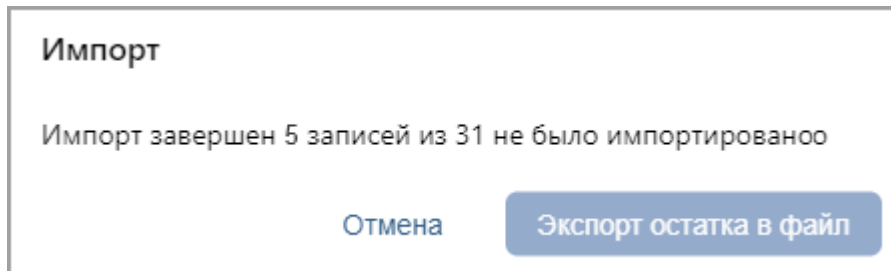 Импорт
Импорт завершен 5 записей из 31 не было импортированоо
Отмена Экспорт остатка в файл